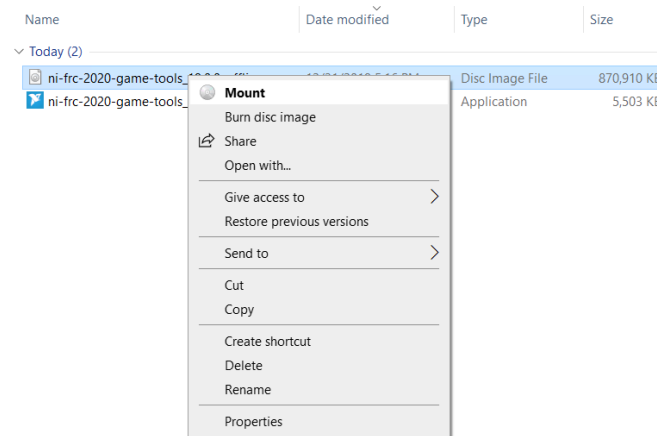 Name Date modified Type Size
Today (2)
ni-frc-2020-game-tools_ Disc Image File 870,910 KB
Mount
ni-frc-2020-game-tools_ Application 5,503 KB
Burn disc image
Share
Open with...
Give access to
Restore previous versions
Send to
Cut
Copy
Create shortcut
Delete
Rename
Properties